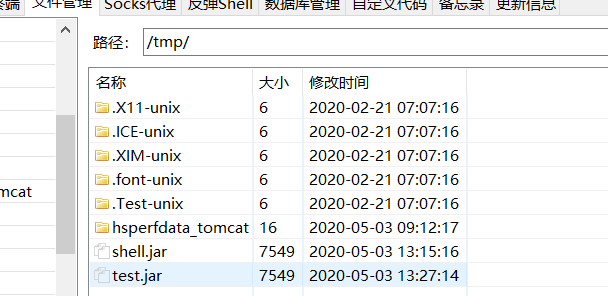 文件管理 Socks代理 反弹Shell 数据库管理 自定义代码 备忘录 更新信息
路径: /tmp/
名称 大小 修改时间
.X11-unix 6 2020-02-21 07:07:16
.ICE-unix 6 2020-02-21 07:07:16
.XIM-unix 6 2020-02-21 07:07:16
.font-unix 6 2020-02-21 07:07:16
.Test-unix 6 2020-02-21 07:07:16
mcat
hsperfdata_tomcat 16 2020-05-03 09:12:17
shell.jar 7549 2020-05-03 13:15:16
test.jar 7549 2020-05-03 13:27:14